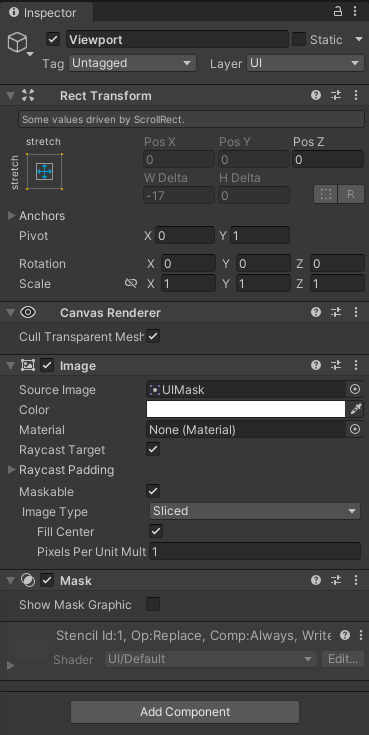 Inspector
Viewport Static
Tag Untagged Layer UI
Rect Transform
Some values driven by ScrollRect.
stretch Pos X Pos Y Pos Z
stretch 0 0 0
W Delta H Delta
-17 0 R
Anchors
Pivot X 0 Y 1
Rotation X 0 Y 0 Z 0
Scale X 1 Y 1 Z 1
Canvas Renderer
Cull Transparent Mesh
Image
Source Image UIMask
Color
Material None (Material)
Raycast Target
Raycast Padding
Maskable
Image Type Sliced
Fill Center
Pixels Per Unit Mult 1
Mask
Show Mask Graphic
Stencil Id:1, Op:Replace, Comp:Always, Write
Shader UI/Default Edit...
Add Component